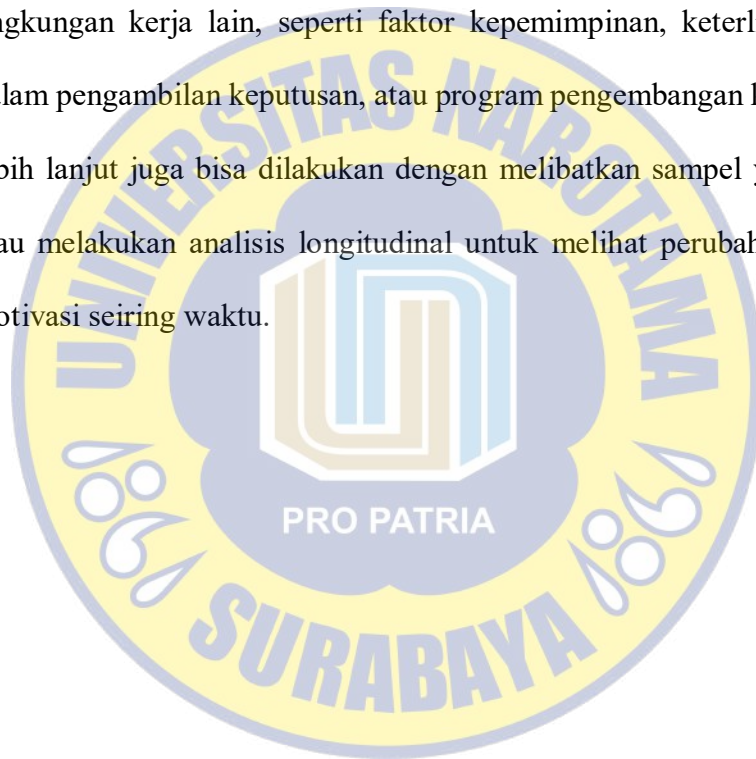 ngkungan kerja lain, seperti faktor kepemimpinan, keterl
alam pengambilan keputusan, atau program pengembangan
bih lanjut juga bisa dilakukan dengan melibatkan sampel
au melakukan analisis longitudinal untuk melihat perubah
otivasi seiring waktu.
UNIVERSITAS NAROTAMA
PRO PATRIA
SURABAYA